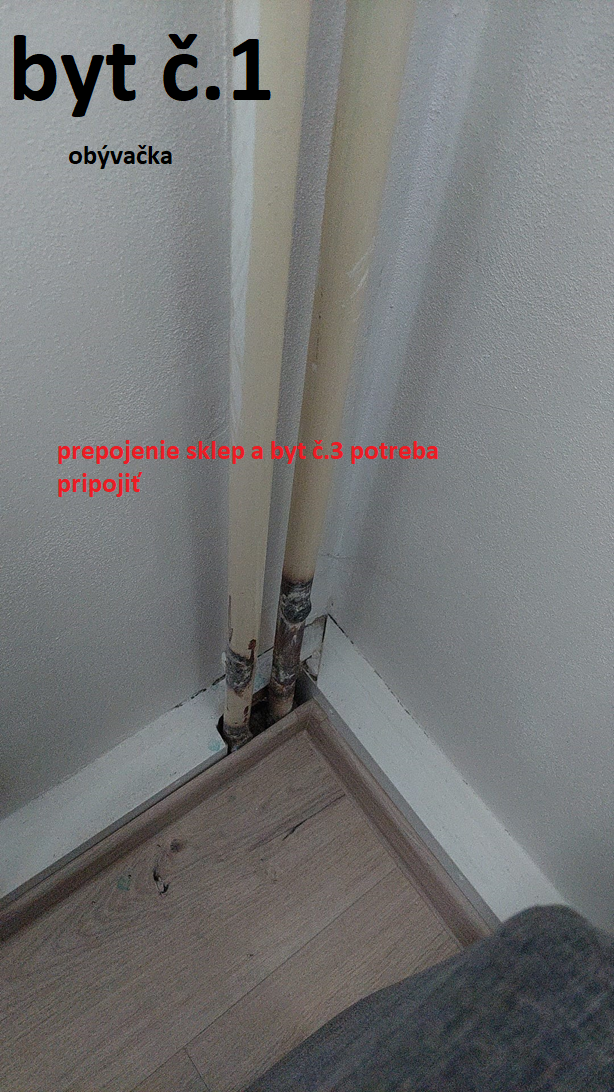 byt č.1
obývačka
prepojenie sklep a byt č.3 potreba
pripojiť